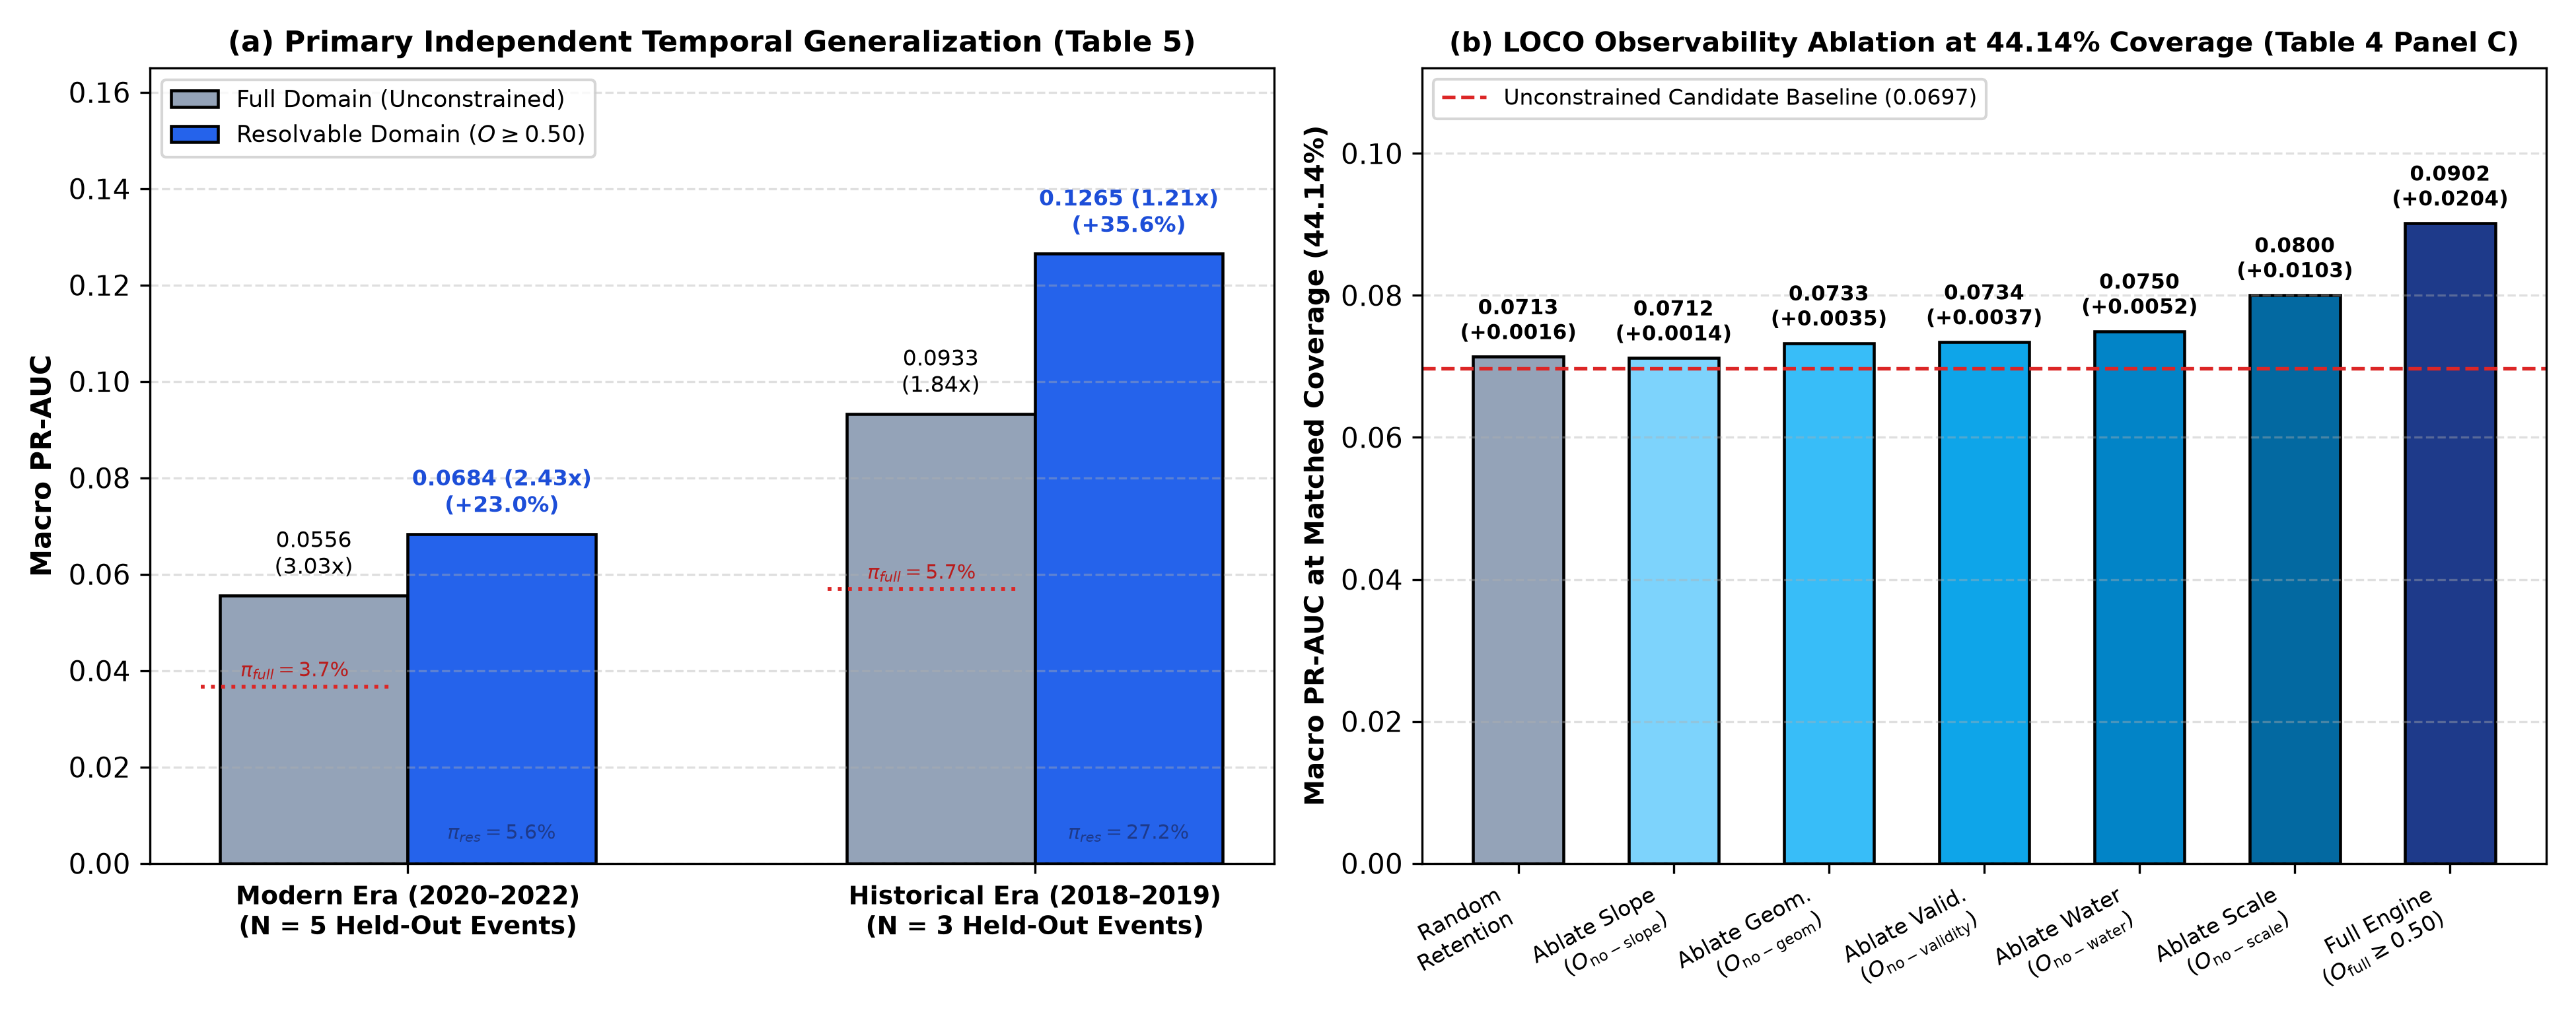 (a) Primary Independent Temporal Generalization (Table 5)
Macro PR-AUC
0.16
0.14
0.12
0.10
0.08
0.06
0.04
0.02
0.00
Full Domain (Unconstrained)
Resolvable Domain (O ≥ 0.50)
0.0556
(3.03x)
0.0684 (2.43x)
(+23.0%)
0.0933
(1.84x)
0.1265 (1.21x)
(+35.6%)
π_full = 3.7%
π_full = 5.7%
π_res = 5.6%
π_res = 27.2%
Modern Era (2020–2022)
(N = 5 Held-Out Events)
Historical Era (2018–2019)
(N = 3 Held-Out Events)
(b) LOCO Observability Ablation at 44.14% Coverage (Table 4 Panel C)
Macro PR-AUC at Matched Coverage (44.14%)
0.10
0.08
0.06
0.04
0.02
0.00
Unconstrained Candidate Baseline (0.0697)
0.0713
(+0.0016)
0.0712
(+0.0014)
0.0733
(+0.0035)
0.0734
(+0.0037)
0.0750
(+0.0052)
0.0800
(+0.0103)
0.0902
(+0.0204)
Random
Retention
Ablate Slope
(O_no−slope)
Ablate Geom.
(O_no−geom)
Ablate Valid.
(O_no−validity)
Ablate Water
(O_no−water)
Ablate Scale
(O_no−scale)
Full Engine
(O_full ≥ 0.50)